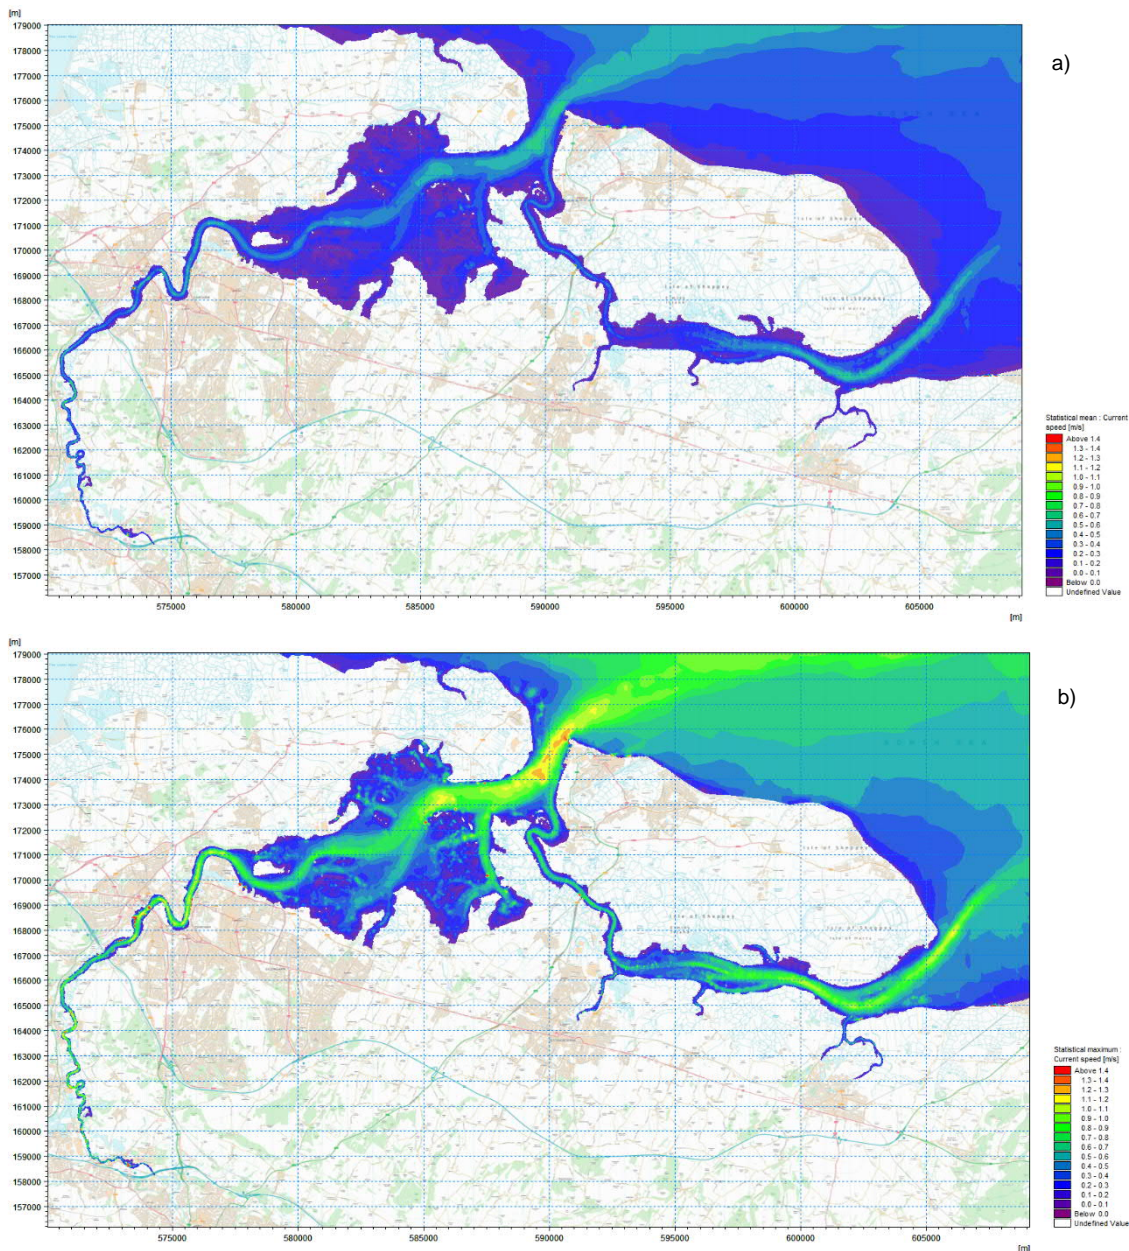 [m]
179000
178000
177000
176000
175000
174000
173000
172000
171000
170000
169000
168000
167000
166000
165000
164000
163000
162000
161000
160000
159000
158000
157000
575000 580000 585000 590000 595000 600000 605000
[m]
a)
Isle of Sheppey
Statistical mean : Current
speed [m/s]
Above 1.4
1.3 - 1.4
1.2 - 1.3
1.1 - 1.2
1.0 - 1.1
0.9 - 1.0
0.8 - 0.9
0.7 - 0.8
0.6 - 0.7
0.5 - 0.6
0.4 - 0.5
0.3 - 0.4
0.2 - 0.3
0.1 - 0.2
0.0 - 0.1
Below 0.0
Undefined Value
[m]
179000
178000
177000
176000
175000
174000
173000
172000
171000
170000
169000
168000
167000
166000
165000
164000
163000
162000
161000
160000
159000
158000
157000
575000 580000 585000 590000 595000 600000 605000
[m]
b)
Isle of Sheppey
Statistical maximum :
Current speed [m/s]
Above 1.4
1.3 - 1.4
1.2 - 1.3
1.1 - 1.2
1.0 - 1.1
0.9 - 1.0
0.8 - 0.9
0.7 - 0.8
0.6 - 0.7
0.5 - 0.6
0.4 - 0.5
0.3 - 0.4
0.2 - 0.3
0.1 - 0.2
0.0 - 0.1
Below 0.0
Undefined Value